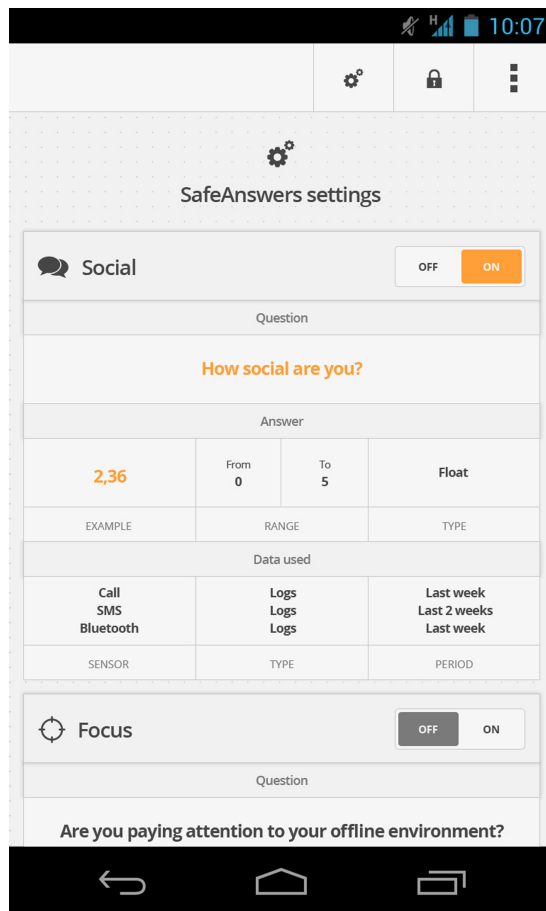 H 10:07
SafeAnswers settings
Social OFF ON
Question
How social are you?
Answer
2,36 From 0 To 5 Float
EXAMPLE RANGE TYPE
Data used
Call Logs Last week
SMS Logs Last 2 weeks
Bluetooth Logs Last week
SENSOR TYPE PERIOD
Focus OFF ON
Question
Are you paying attention to your offline environment?